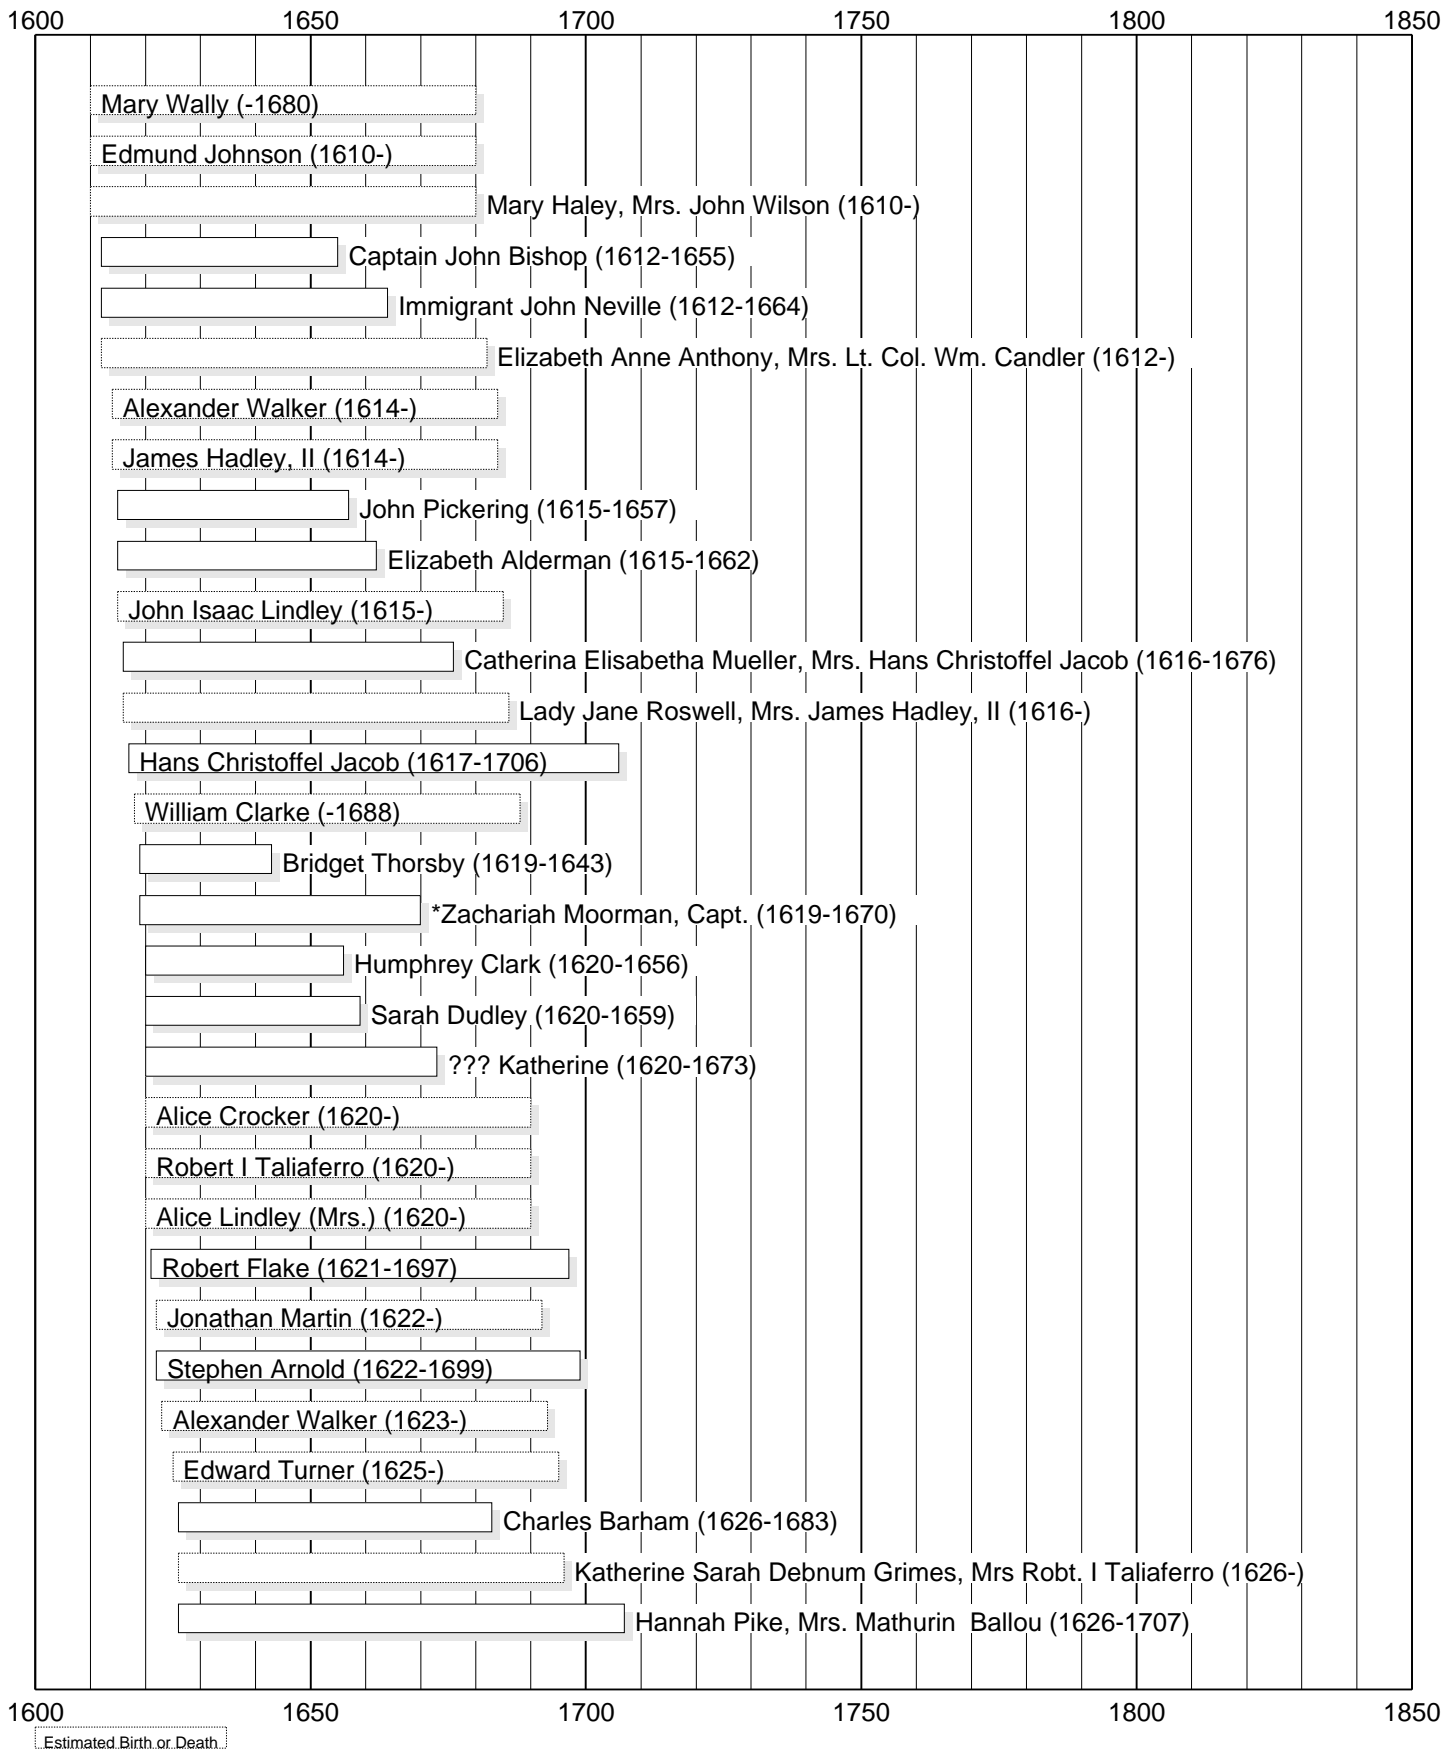 1600 1650 1700 1750 1800 1850
Mary Wally (-1680)
Edmund Johnson (1610-)
Mary Haley, Mrs. John Wilson (1610-)
Captain John Bishop (1612-1655)
Immigrant John Neville (1612-1664)
Elizabeth Anne Anthony, Mrs. Lt. Col. Wm. Candler (1612-)
Alexander Walker (1614-)
James Hadley, II (1614-)
John Pickering (1615-1657)
Elizabeth Alderman (1615-1662)
John Isaac Lindley (1615-)
Catherina Elisabetha Mueller, Mrs. Hans Christoffel Jacob (1616-1676)
Lady Jane Roswell, Mrs. James Hadley, II (1616-)
Hans Christoffel Jacob (1617-1706)
William Clarke (-1688)
Bridget Thorsby (1619-1643)
*Zachariah Moorman, Capt. (1619-1670)
Humphrey Clark (1620-1656)
Sarah Dudley (1620-1659)
??? Katherine (1620-1673)
Alice Crocker (1620-)
Robert I Taliaferro (1620-)
Alice Lindley (Mrs.) (1620-)
Robert Flake (1621-1697)
Jonathan Martin (1622-)
Stephen Arnold (1622-1699)
Alexander Walker (1623-)
Edward Turner (1625-)
Charles Barham (1626-1683)
Katherine Sarah Debnum Grimes, Mrs Robt. I Taliaferro (1626-)
Hannah Pike, Mrs. Mathurin  Ballou (1626-1707)
1600 1650 1700 1750 1800 1850
Estimated Birth or Death